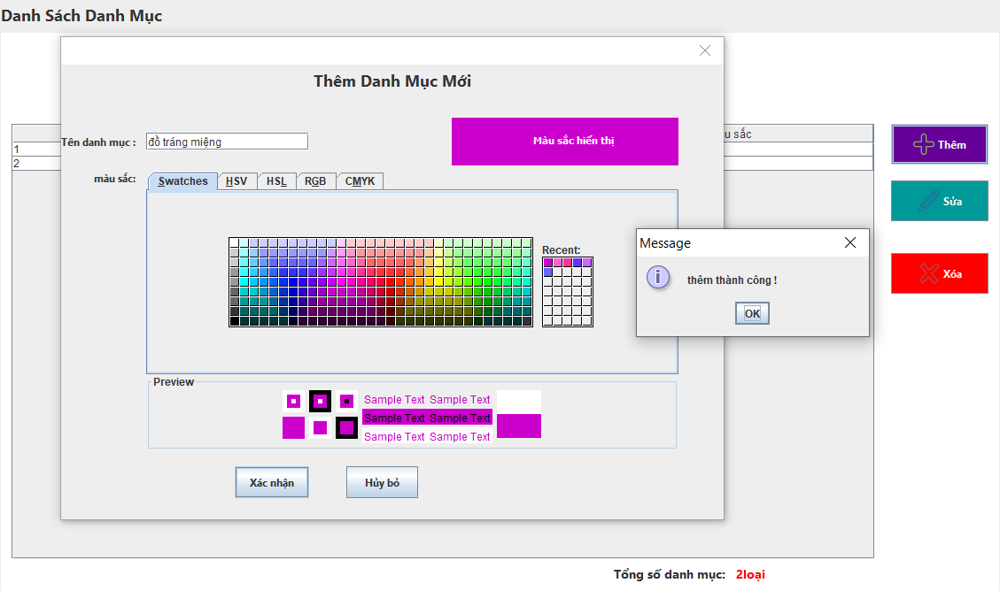 Danh Sách Danh Mục
Thêm Danh Mục Mới
Tên danh mục :
đồ tráng miệng
Màu sắc hiển thị
u sắc
1
2
Thêm
Sửa
Xóa
màu sắc:
Swatches HSV HSL RGB CMYK
Recent:
Message
thêm thành công !
OK
Preview
Sample Text Sample Text
Sample Text Sample Text
Sample Text Sample Text
Xác nhận
Hủy bỏ
Tổng số danh mục: 2loại